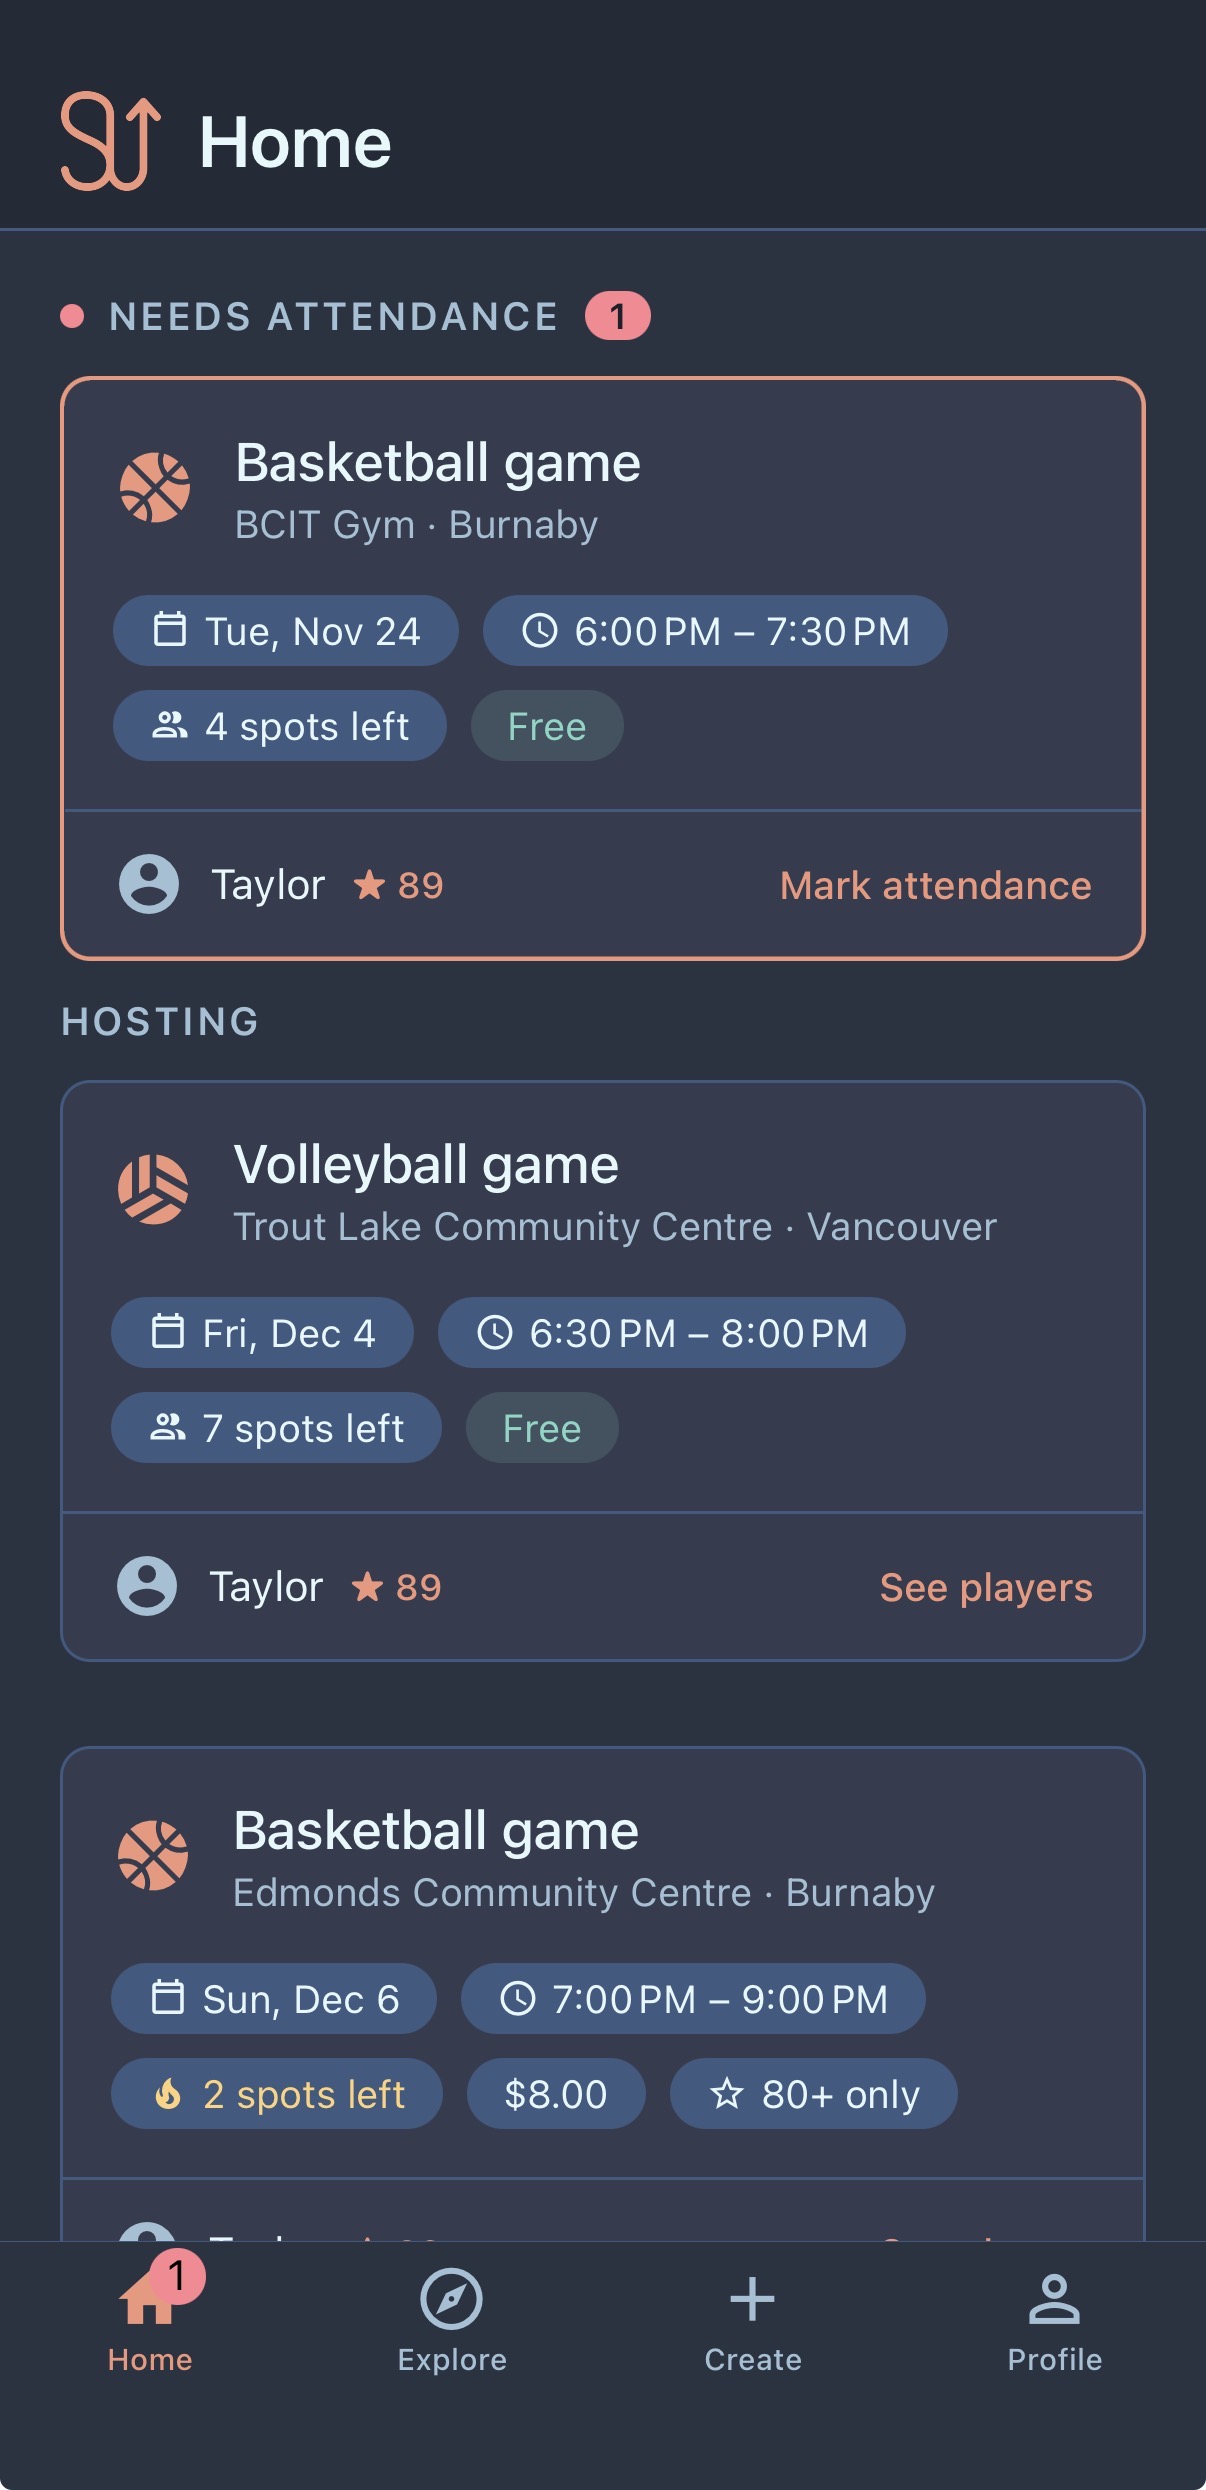 Home
NEEDS ATTENDANCE 1
Basketball game
BCIT Gym · Burnaby
Tue, Nov 24 6:00 PM – 7:30 PM
4 spots left Free
Taylor 89 Mark attendance
HOSTING
Volleyball game
Trout Lake Community Centre · Vancouver
Fri, Dec 4 6:30 PM – 8:00 PM
7 spots left Free
Taylor 89 See players
Basketball game
Edmonds Community Centre · Burnaby
Sun, Dec 6 7:00 PM – 9:00 PM
2 spots left $8.00 80+ only
1
Home Explore Create Profile